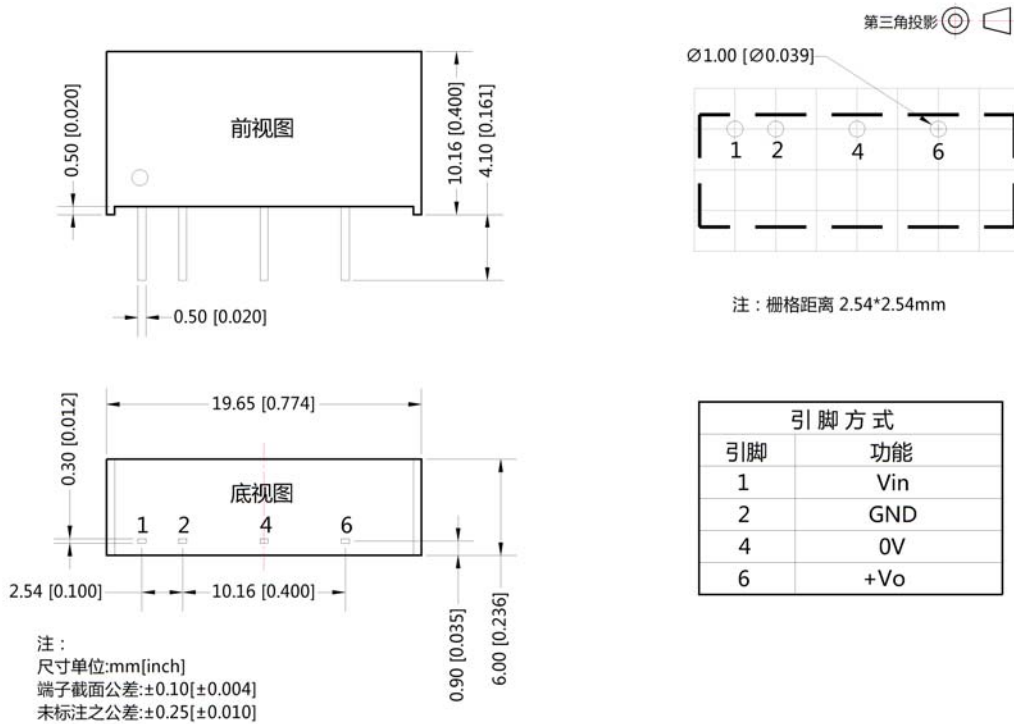 第三角投影
Ø1.00 [Ø0.039]
前视图
0.50 [0.020]
10.16 [0.400]
4.10 [0.161]
0.50 [0.020]
1 2 4 6
注：栅格距离 2.54*2.54mm
19.65 [0.774]
0.30 [0.012]
底视图
1 2 4 6
2.54 [0.100]
10.16 [0.400]
0.90 [0.035]
6.00 [0.236]
注：
尺寸单位:mm[inch]
端子截面公差:±0.10[±0.004]
未标注之公差:±0.25[±0.010]
引脚方式
引脚 功能
1 Vin
2 GND
4 0V
6 +Vo